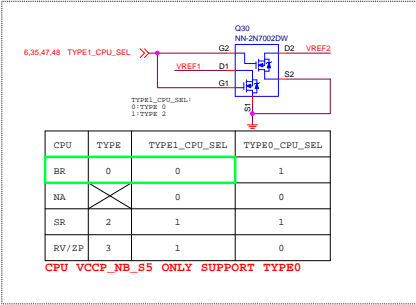 Q30
NN-2N7002DW
6,35,47,48 TYPE1_CPU_SEL
G2
D2
VREF2
VREF1
D1
S2
G1
S1
TYPE1_CPU_SEL:
0:TYPE 0
1:TYPE 2
CPU TYPE TYPE1_CPU_SEL TYPE0_CPU_SEL
BR 0 0 1
NA 0 0
SR 2 1 1
RV/ZP 3 1 0
CPU VCCP_NB_S5 ONLY SUPPORT TYPE0